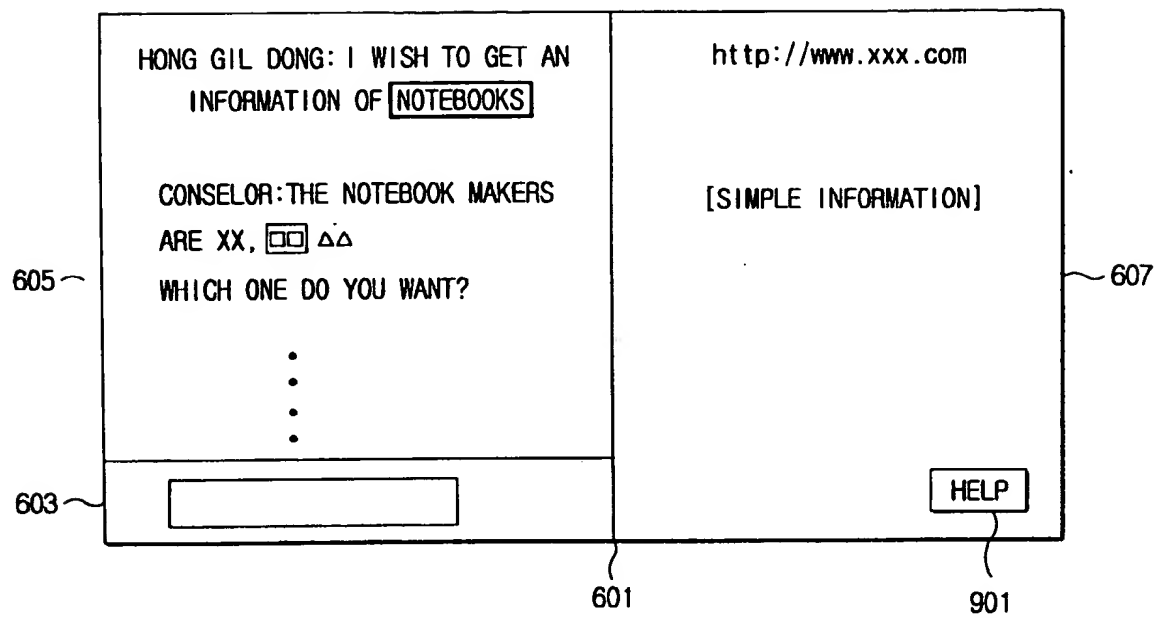 HONG GIL DONG: I WISH TO GET AN
INFORMATION OF NOTEBOOKS
CONSELOR:THE NOTEBOOK MAKERS
ARE XX, □□ △△
WHICH ONE DO YOU WANT?
http://www.xxx.com
[SIMPLE INFORMATION]
HELP
605
607
603
601
901